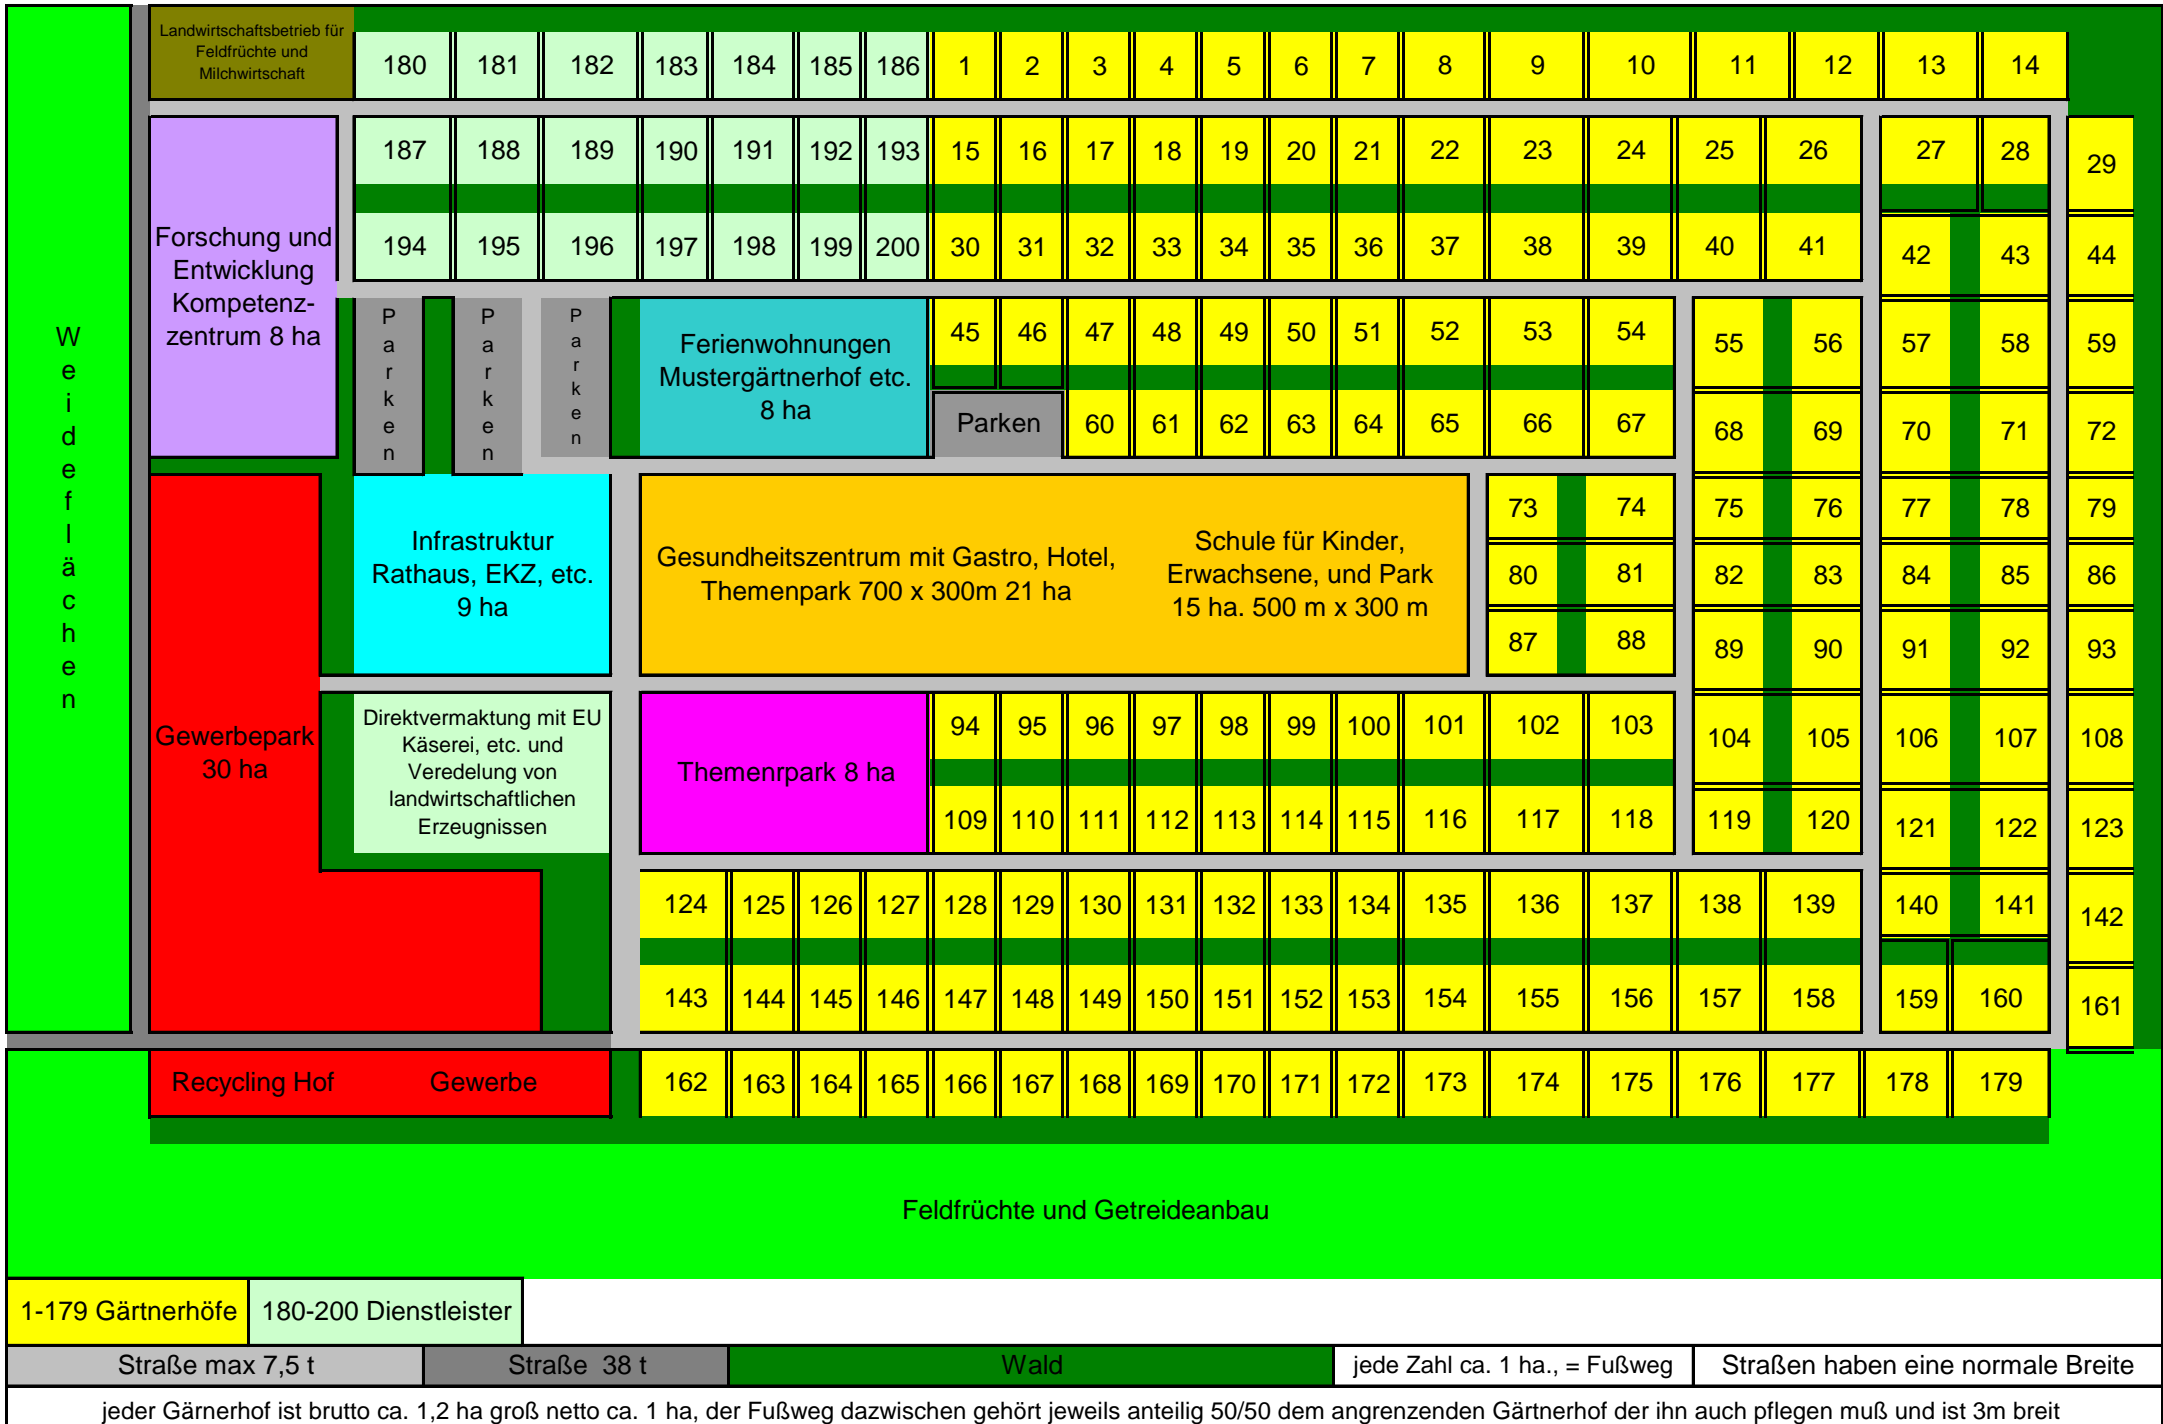 Landwirtschaftsbetrieb für
Feldfrüchte und
Milchwirtschaft
180 181 182 183 184 185 186 1 2 3 4 5 6 7 8 9 10 11 12 13 14
187 188 189 190 191 192 193 15 16 17 18 19 20 21 22 23 24 25 26 27 28 29
Forschung und
Entwicklung
Kompetenz-
zentrum 8 ha
194 195 196 197 198 199 200 30 31 32 33 34 35 36 37 38 39 40 41 42 43 44
Weideflächen
Parken
Parken
Parken
Ferienwohnungen
Mustergärtnerhof etc.
8 ha
45 46 47 48 49 50 51 52 53 54 55 56 57 58 59
Parken
60 61 62 63 64 65 66 67 68 69 70 71 72
Infrastruktur
Rathaus, EKZ, etc.
9 ha
Gesundheitszentrum mit Gastro, Hotel,
Themenpark 700 x 300m 21 ha
Schule für Kinder,
Erwachsene, und Park
15 ha. 500 m x 300 m
73 74 75 76 77 78 79
80 81 82 83 84 85 86
87 88 89 90 91 92 93
Gewerbepark
30 ha
Direktvermaktung mit EU
Käserei, etc. und
Veredelung von
landwirtschaftlichen
Erzeugnissen
Themenrpark 8 ha
94 95 96 97 98 99 100 101 102 103 104 105 106 107 108
109 110 111 112 113 114 115 116 117 118 119 120 121 122 123
124 125 126 127 128 129 130 131 132 133 134 135 136 137 138 139 140 141 142
143 144 145 146 147 148 149 150 151 152 153 154 155 156 157 158 159 160 161
Recycling Hof Gewerbe
162 163 164 165 166 167 168 169 170 171 172 173 174 175 176 177 178 179
Feldfrüchte und Getreideanbau
1-179 Gärtnerhöfe 180-200 Dienstleister
Straße max 7,5 t Straße 38 t Wald jede Zahl ca. 1 ha., = Fußweg Straßen haben eine normale Breite
jeder Gärnerhof ist brutto ca. 1,2 ha groß netto ca. 1 ha, der Fußweg dazwischen gehört jeweils anteilig 50/50 dem angrenzenden Gärtnerhof der ihn auch pflegen muß und ist 3m breit